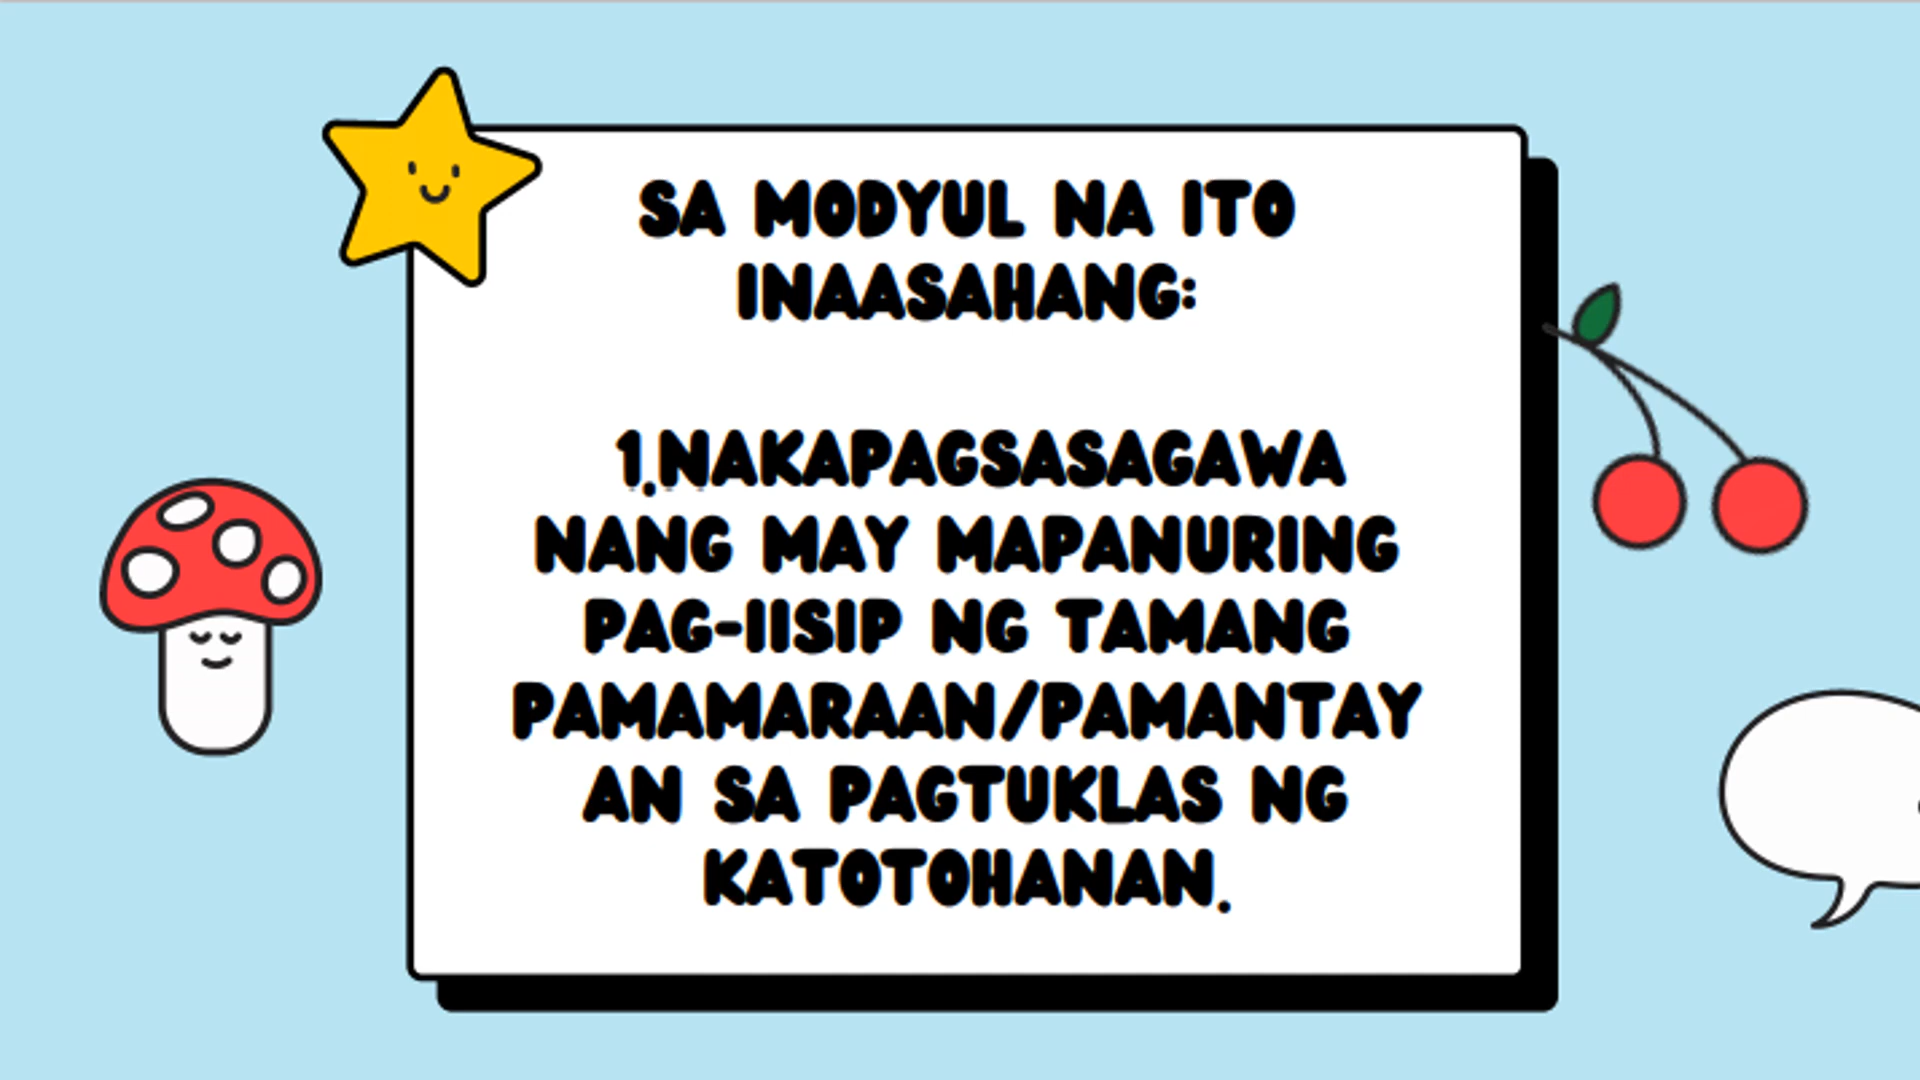 SA MODYUL NA ITO
INAASAHANG:
1.NAKAPAGSASAGAWA
NANG MAY MAPANURING
PAG-IISIP NG TAMANG
PAMAMARAAN/PAMANTAY
AN SA PAGTUKLAS NG
KATOTOHANAN.